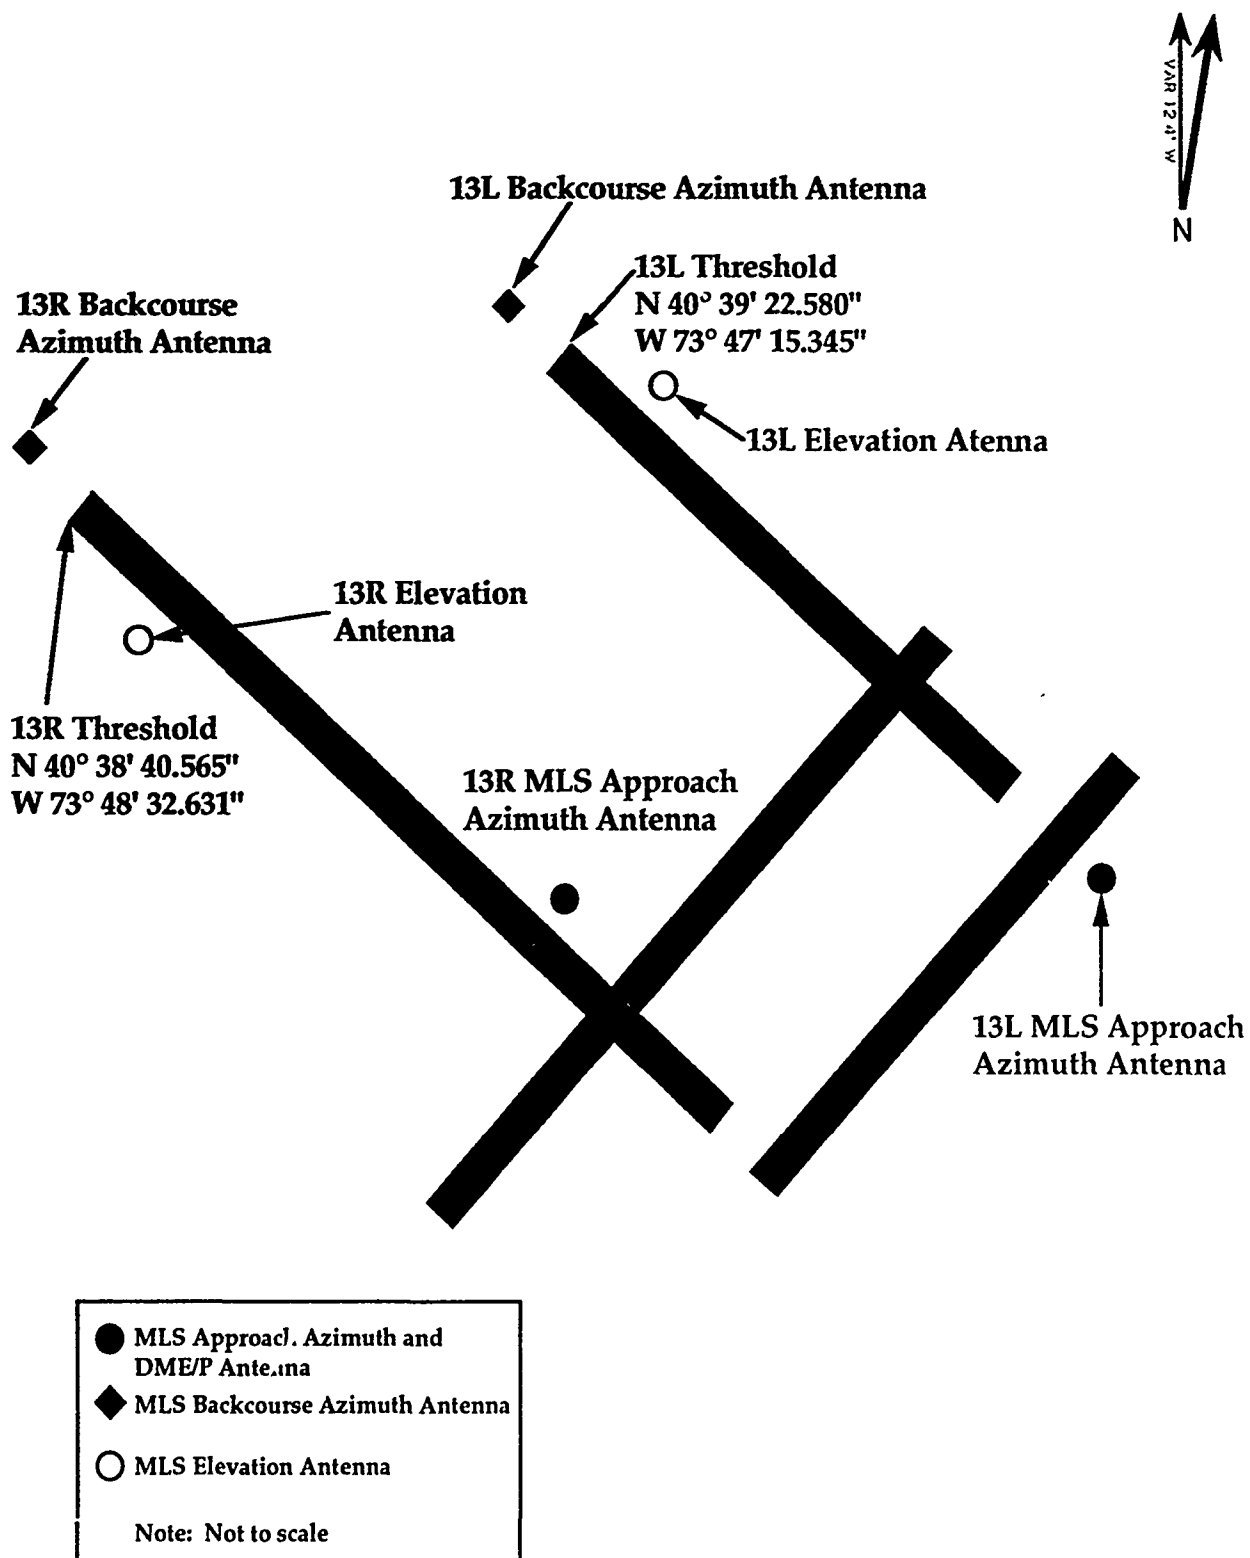 VAR 12.4° W
N
13L Backcourse Azimuth Antenna
13L Threshold
N 40° 39' 22.580"
W 73° 47' 15.345"
13R Backcourse
Azimuth Antenna
13L Elevation Atenna
13R Elevation
Antenna
13R Threshold
N 40° 38' 40.565"
W 73° 48' 32.631"
13R MLS Approach
Azimuth Antenna
13L MLS Approach
Azimuth Antenna
MLS Approach Azimuth and
DME/P Antenna
MLS Backcourse Azimuth Antenna
MLS Elevation Antenna
Note: Not to scale